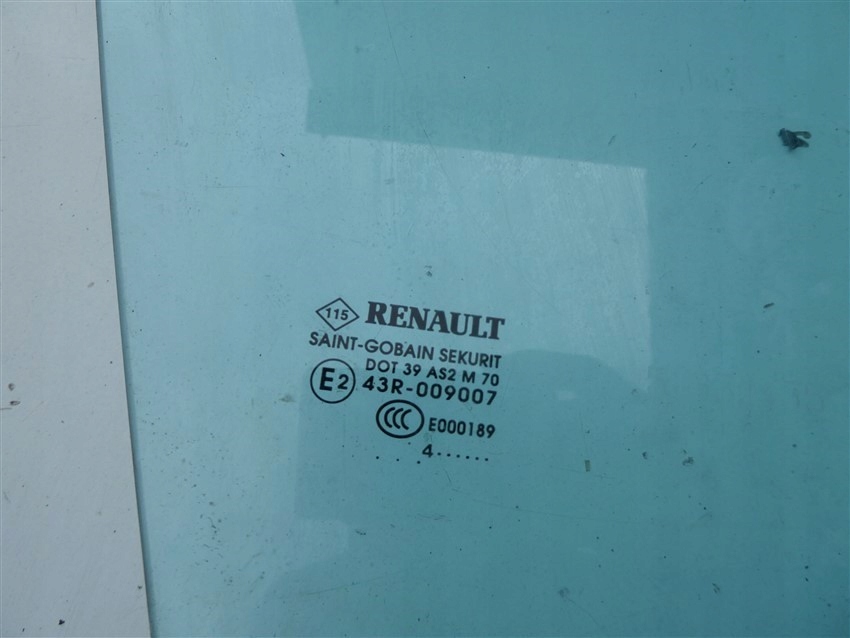 115 RENAULT
SAINT-GOBAIN SEKURIT
DOT 39 AS2 M 70
E2 43R-009007
CCC E000189
. . . 4 . . . . . .